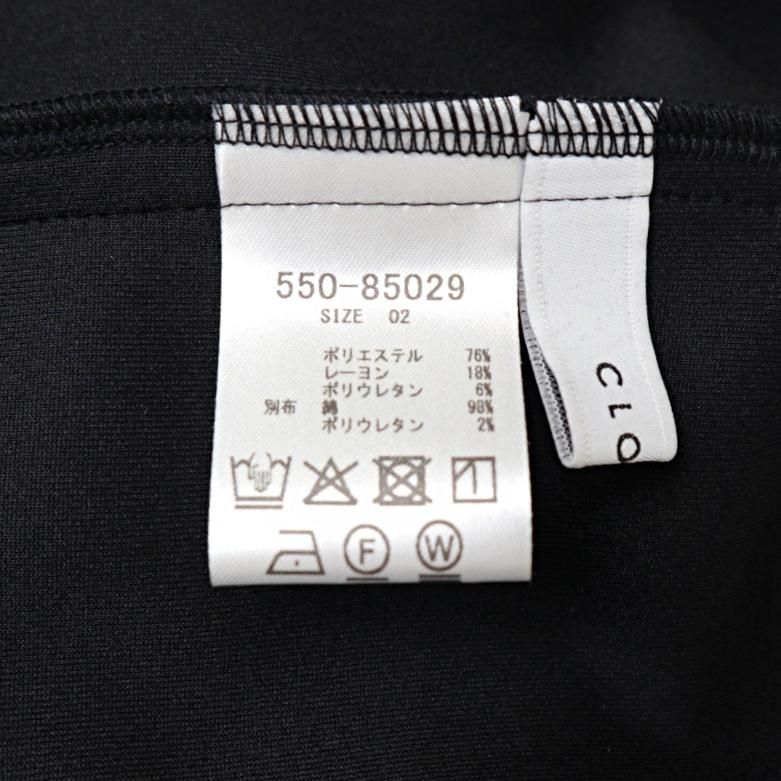 550-85029
SIZE 02
ポリエステル 76%
レーヨン 18%
ポリウレタン 6%
別布 綿 98%
ポリウレタン 2%
F W
CLO